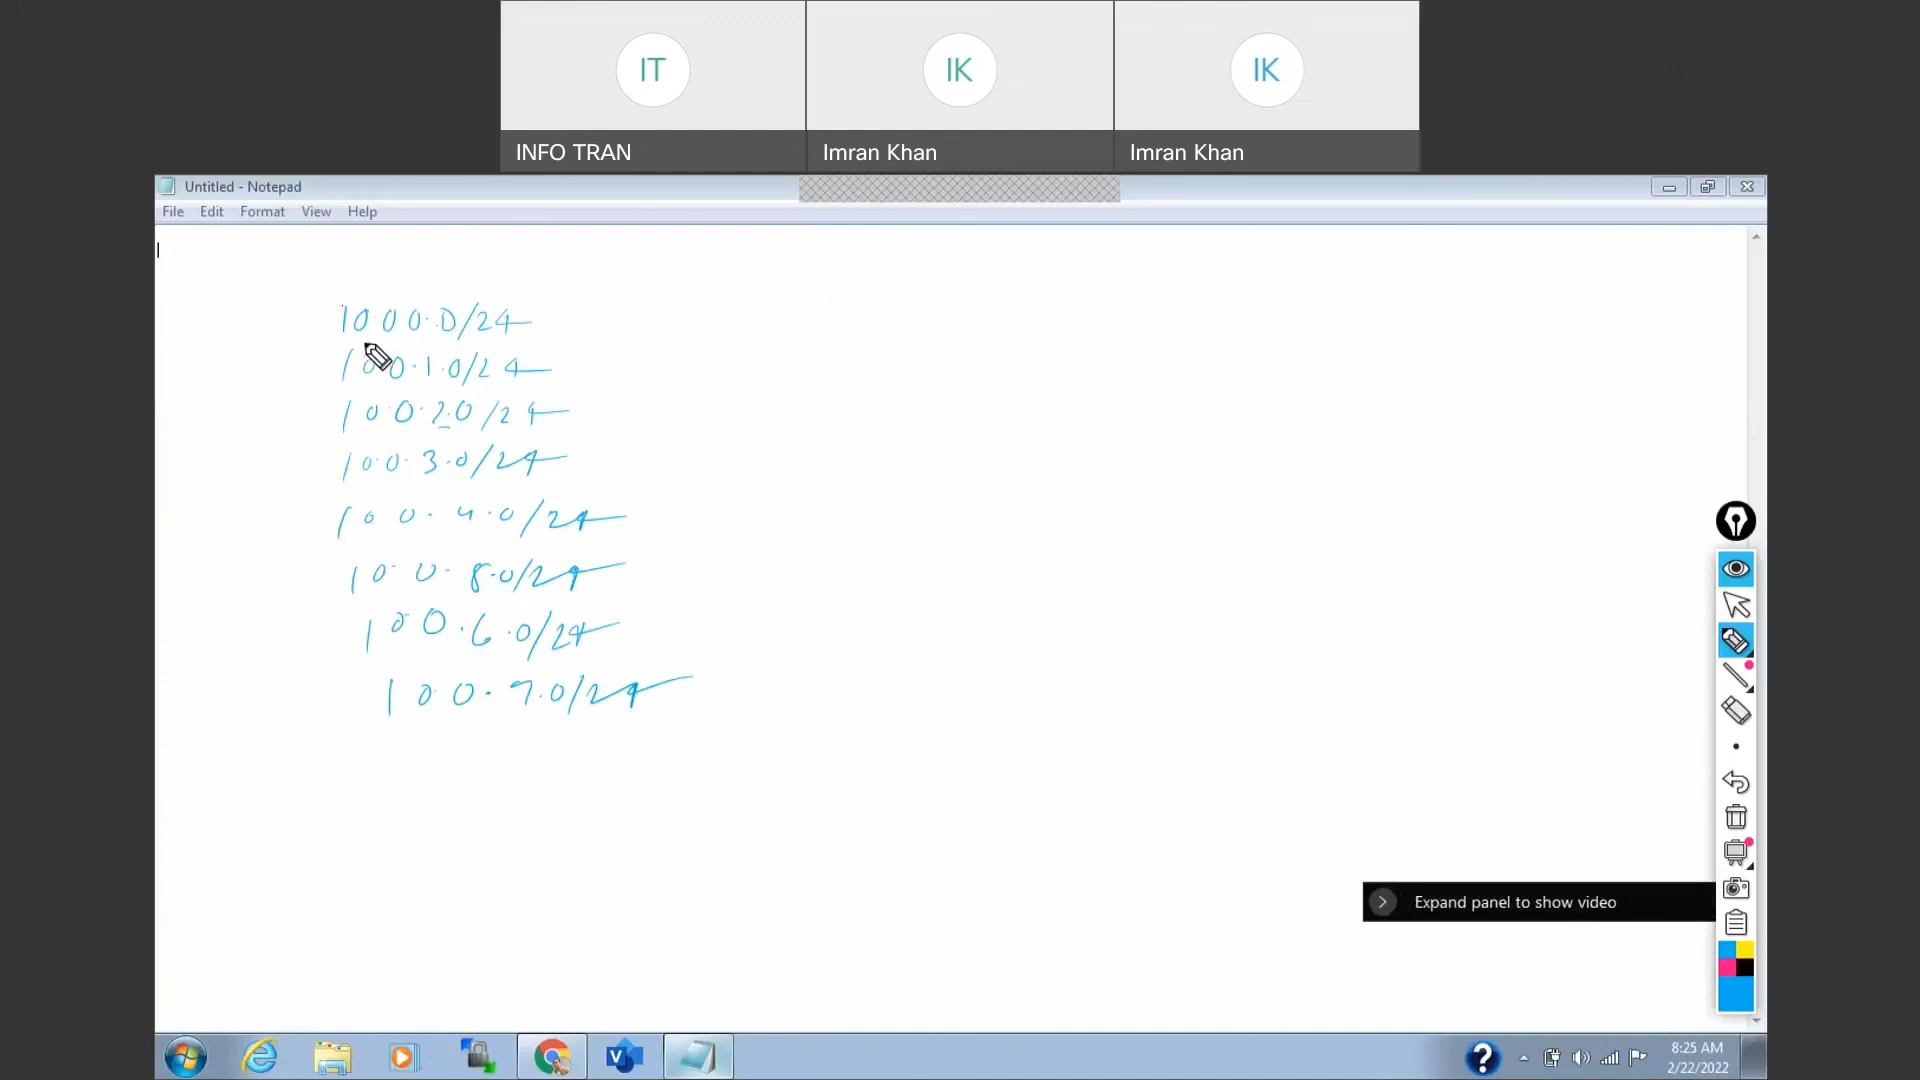 IT
IK
IK
INFO TRAN
Imran Khan
Imran Khan
Untitled - Notepad
File Edit Format View Help
10 0 0.0/24
10 0.1.0/24
10 0.2.0/24
10.0.3.0/24
10 0.4.0/24
10 0.8.0/24
10 0.6.0/24
10 0.7.0/24
Expand panel to show video
8:25 AM
2/22/2022